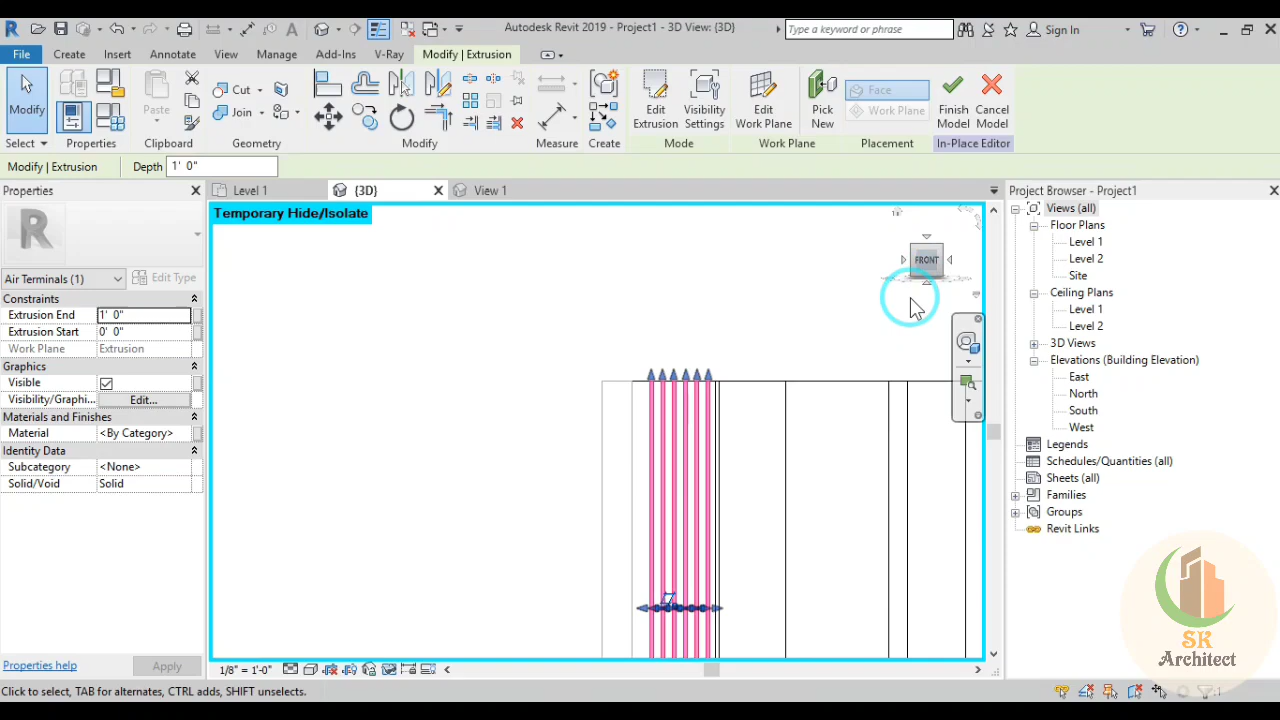 Autodesk Revit 2019 - Project1 - 3D View: {3D}
Type a keyword or phrase
Sign In
File Create Insert Annotate View Manage Add-Ins V-Ray Modify | Extrusion
Modify
Paste
Cut
Join
Edit Extrusion
Visibility Settings
Edit Work Plane
Pick New
Face
Work Plane
Finish Model
Cancel Model
Select Properties Clipboard Geometry Modify Measure Create Mode Work Plane Placement In-Place Editor
Modify | Extrusion Depth 1' 0"
Properties
Level 1
{3D}
View 1
Project Browser - Project1
R
Air Terminals (1)
Edit Type
Constraints
Extrusion End 1' 0"
Extrusion Start 0' 0"
Work Plane Extrusion
Graphics
Visible
Visibility/Graphi... Edit...
Materials and Finishes
Material <By Category>
Identity Data
Subcategory <None>
Solid/Void Solid
Properties help
Apply
Temporary Hide/Isolate
FRONT
1/8" = 1'-0"
Views (all)
Floor Plans
Level 1
Level 2
Site
Ceiling Plans
Level 1
Level 2
3D Views
Elevations (Building Elevation)
East
North
South
West
Legends
Schedules/Quantities (all)
Sheets (all)
Families
Groups
Revit Links
SK
Architect
Click to select, TAB for alternates, CTRL adds, SHIFT unselects.
:1